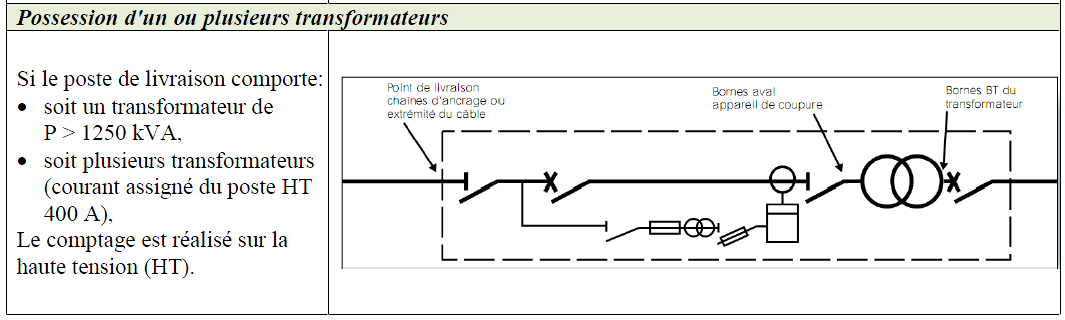 Possession d'un ou plusieurs transformateurs
Si le poste de livraison comporte:
• soit un transformateur de
P > 1250 kVA,
• soit plusieurs transformateurs
(courant assigné du poste HT
400 A),
Le comptage est réalisé sur la
haute tension (HT).
Point de livraison
chaînes d'ancrage ou
extrémité du câble
Bornes aval
appareil de coupure
Bornes BT du
transformateur